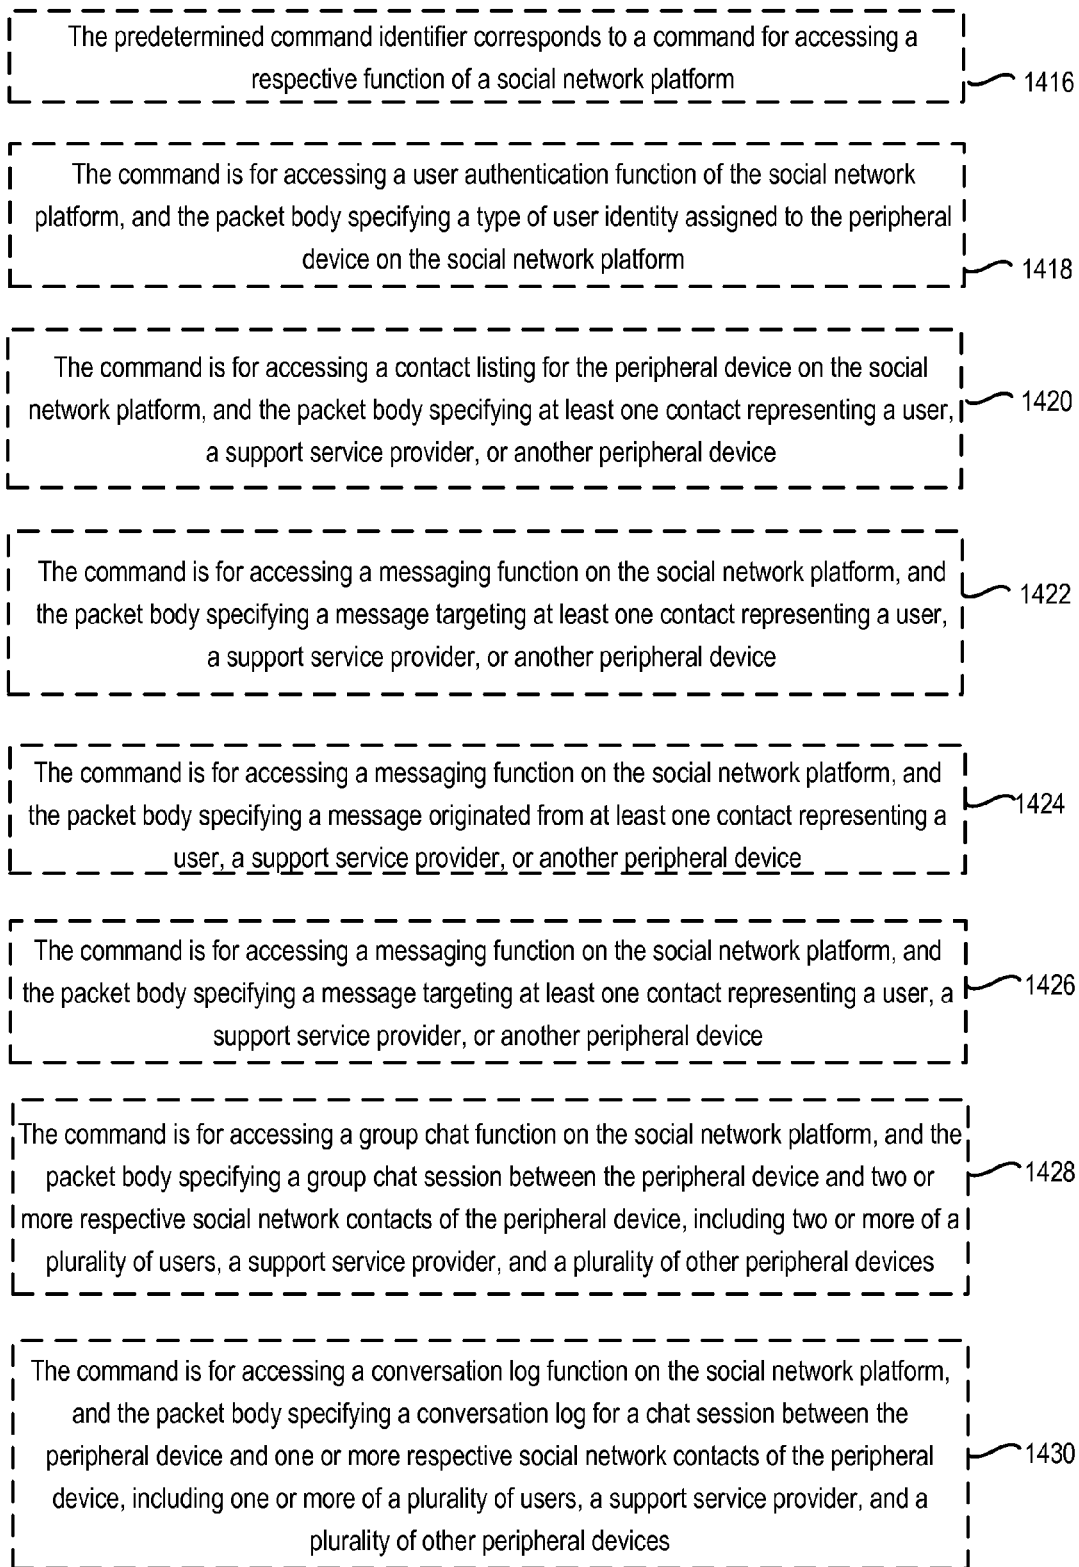 The predetermined command identifier corresponds to a command for accessing a
respective function of a social network platform
1416
The command is for accessing a user authentication function of the social network
platform, and the packet body specifying a type of user identity assigned to the peripheral
device on the social network platform
1418
The command is for accessing a contact listing for the peripheral device on the social
network platform, and the packet body specifying at least one contact representing a user,
a support service provider, or another peripheral device
1420
The command is for accessing a messaging function on the social network platform, and
the packet body specifying a message targeting at least one contact representing a user,
a support service provider, or another peripheral device
1422
The command is for accessing a messaging function on the social network platform, and
the packet body specifying a message originated from at least one contact representing a
user, a support service provider, or another peripheral device
1424
The command is for accessing a messaging function on the social network platform, and
the packet body specifying a message targeting at least one contact representing a user, a
support service provider, or another peripheral device
1426
The command is for accessing a group chat function on the social network platform, and the
packet body specifying a group chat session between the peripheral device and two or
more respective social network contacts of the peripheral device, including two or more of a
plurality of users, a support service provider, and a plurality of other peripheral devices
1428
The command is for accessing a conversation log function on the social network platform,
and the packet body specifying a conversation log for a chat session between the
peripheral device and one or more respective social network contacts of the peripheral
device, including one or more of a plurality of users, a support service provider, and a
plurality of other peripheral devices
1430